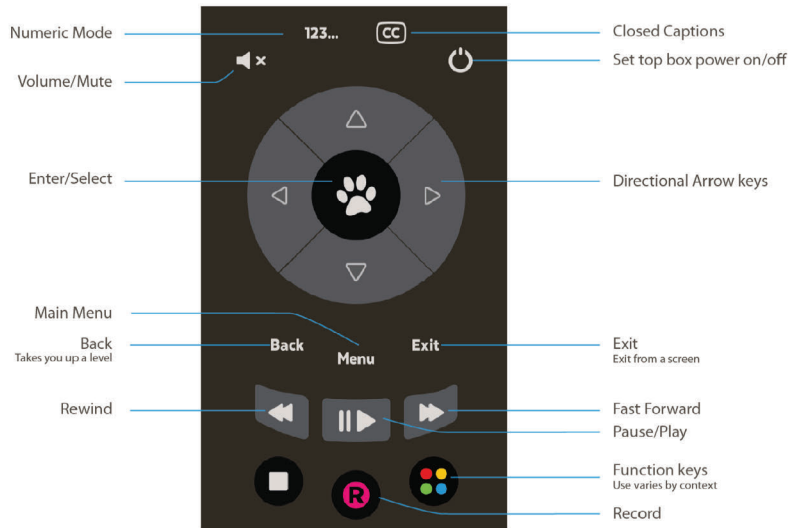 Numeric Mode
123...
CC
Closed Captions
Set top box power on/off
Volume/Mute
Enter/Select
Directional Arrow keys
Main Menu
Back
Takes you up a level
Back
Menu
Exit
Exit
Exit from a screen
Rewind
Fast Forward
Pause/Play
Function keys
Use varies by context
R
Record